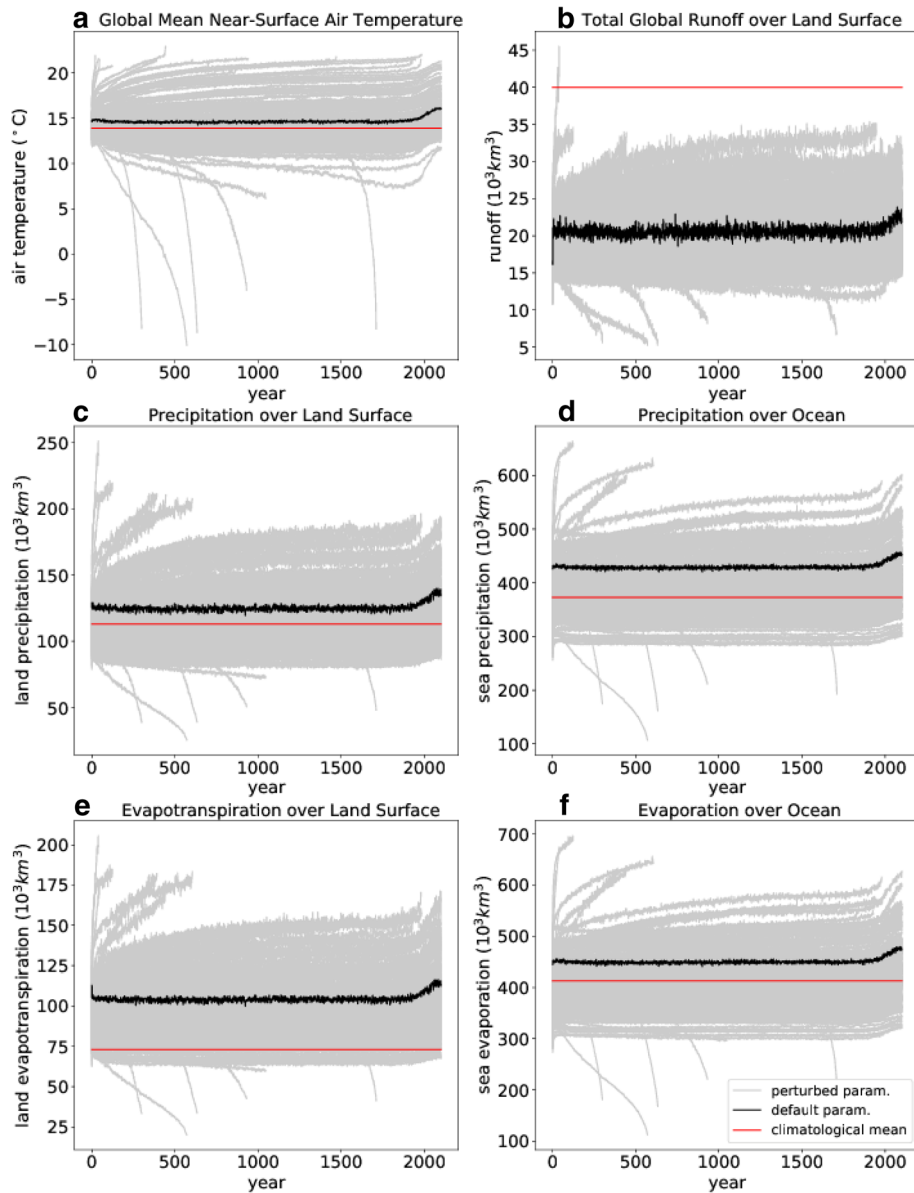 a Global Mean Near-Surface Air Temperature
air temperature (°C)
20
15
10
5
0
−5
−10
0 500 1000 1500 2000
year
b Total Global Runoff over Land Surface
runoff (10³km³)
45
40
35
30
25
20
15
10
5
0 500 1000 1500 2000
year
c Precipitation over Land Surface
land precipitation (10³km³)
250
200
150
100
50
0 500 1000 1500 2000
year
d Precipitation over Ocean
sea precipitation (10³km³)
600
500
400
300
200
100
0 500 1000 1500 2000
year
e Evapotranspiration over Land Surface
land evapotranspiration (10³km³)
200
175
150
125
100
75
50
25
0 500 1000 1500 2000
year
f Evaporation over Ocean
sea evaporation (10³km³)
700
600
500
400
300
200
100
0 500 1000 1500 2000
year
perturbed param.
default param.
climatological mean